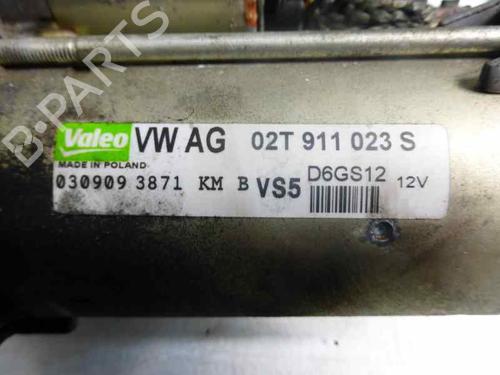 B-PARTS
Valeo VW AG 02T 911 023 S
MADE IN POLAND
030909 3871 KM B VS5 D6GS12 12V